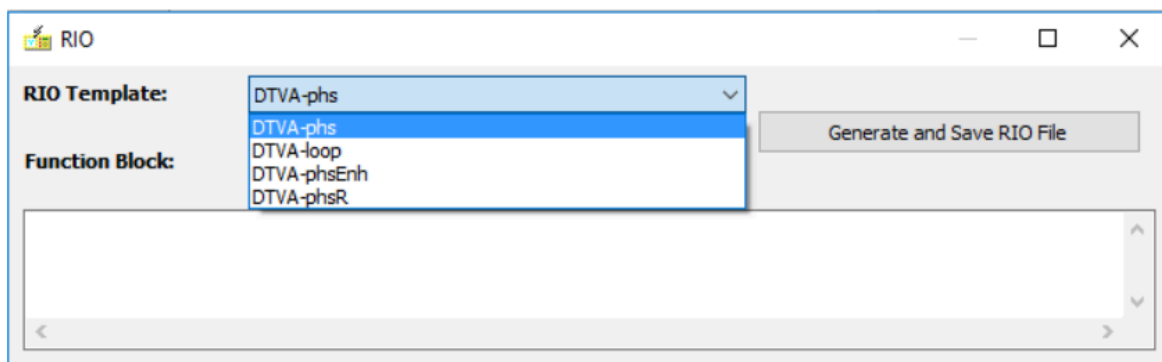 RIO
RIO Template:
DTVA-phs
DTVA-phs
DTVA-loop
DTVA-phsEnh
DTVA-phsR
Generate and Save RIO File
Function Block: